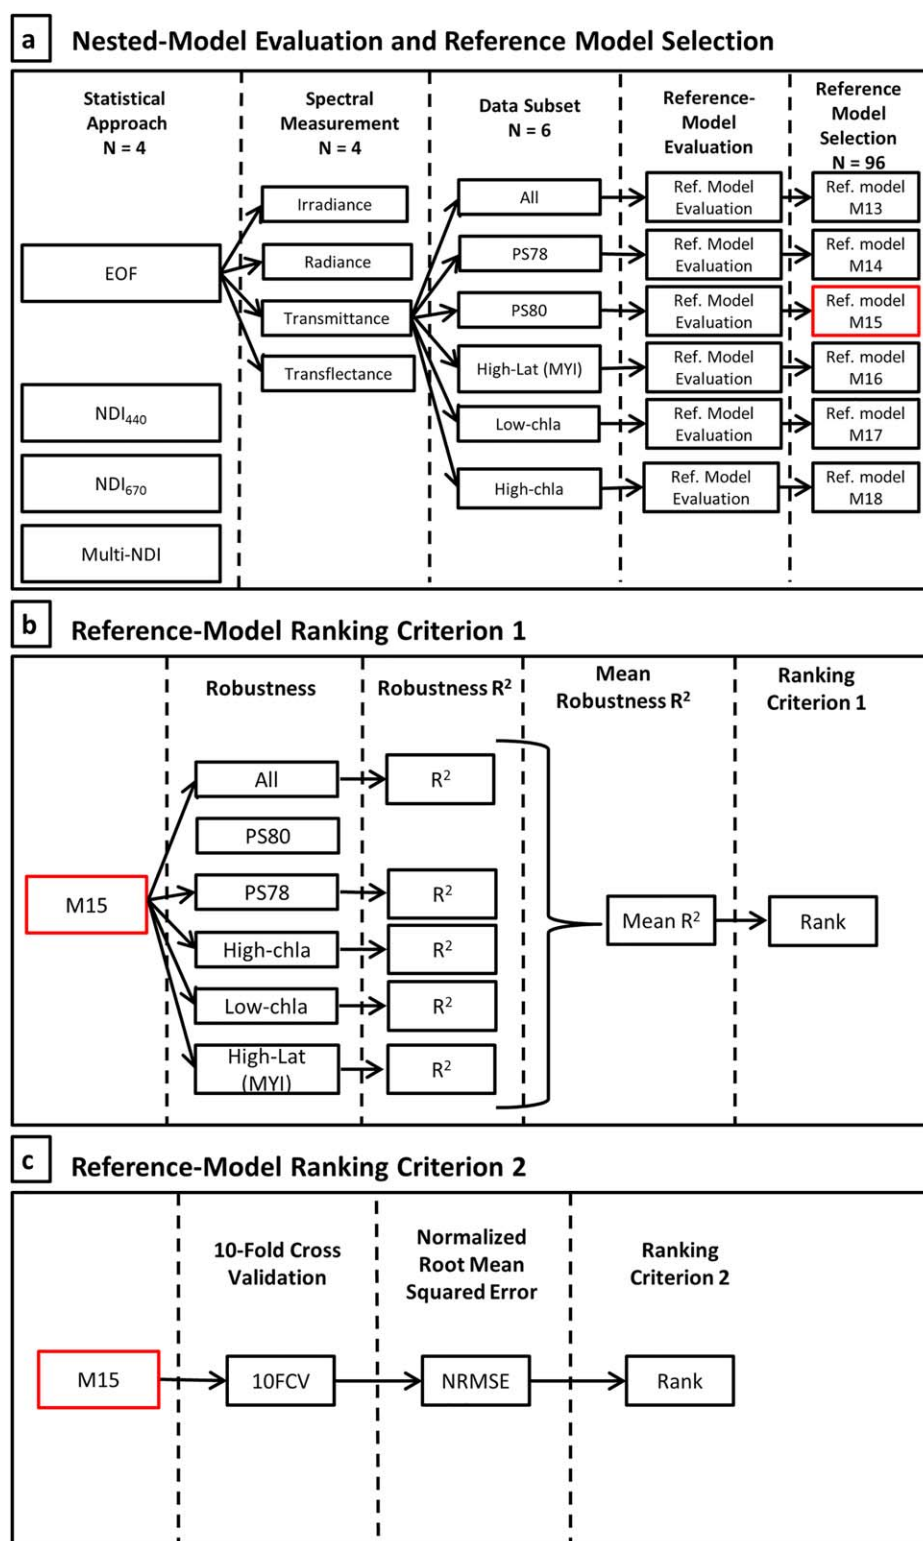 a Nested-Model Evaluation and Reference Model Selection
Statistical
Approach
N = 4
Spectral
Measurement
N = 4
Data Subset
N = 6
Reference-
Model
Evaluation
Reference
Model
Selection
N = 96
EOF
NDI₄₄₀
NDI₆₇₀
Multi-NDI
Irradiance
Radiance
Transmittance
Transflectance
All
PS78
PS80
High-Lat (MYI)
Low-chla
High-chla
Ref. Model
Evaluation
Ref. Model
Evaluation
Ref. Model
Evaluation
Ref. Model
Evaluation
Ref. Model
Evaluation
Ref. Model
Evaluation
Ref. model
M13
Ref. model
M14
Ref. model
M15
Ref. model
M16
Ref. model
M17
Ref. model
M18
b Reference-Model Ranking Criterion 1
Robustness
Robustness R²
Mean
Robustness R²
Ranking
Criterion 1
M15
All
PS80
PS78
High-chla
Low-chla
High-Lat
(MYI)
R²
R²
R²
R²
R²
Mean R²
Rank
c Reference-Model Ranking Criterion 2
10-Fold Cross
Validation
Normalized
Root Mean
Squared Error
Ranking
Criterion 2
M15
10FCV
NRMSE
Rank